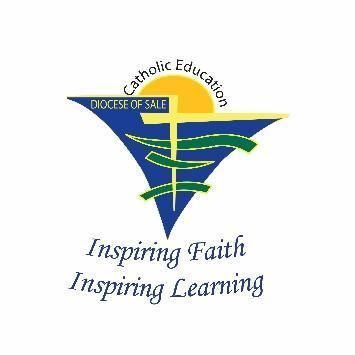 Catholic Education
DIOCESE OF SALE
Inspiring Faith
Inspiring Learning